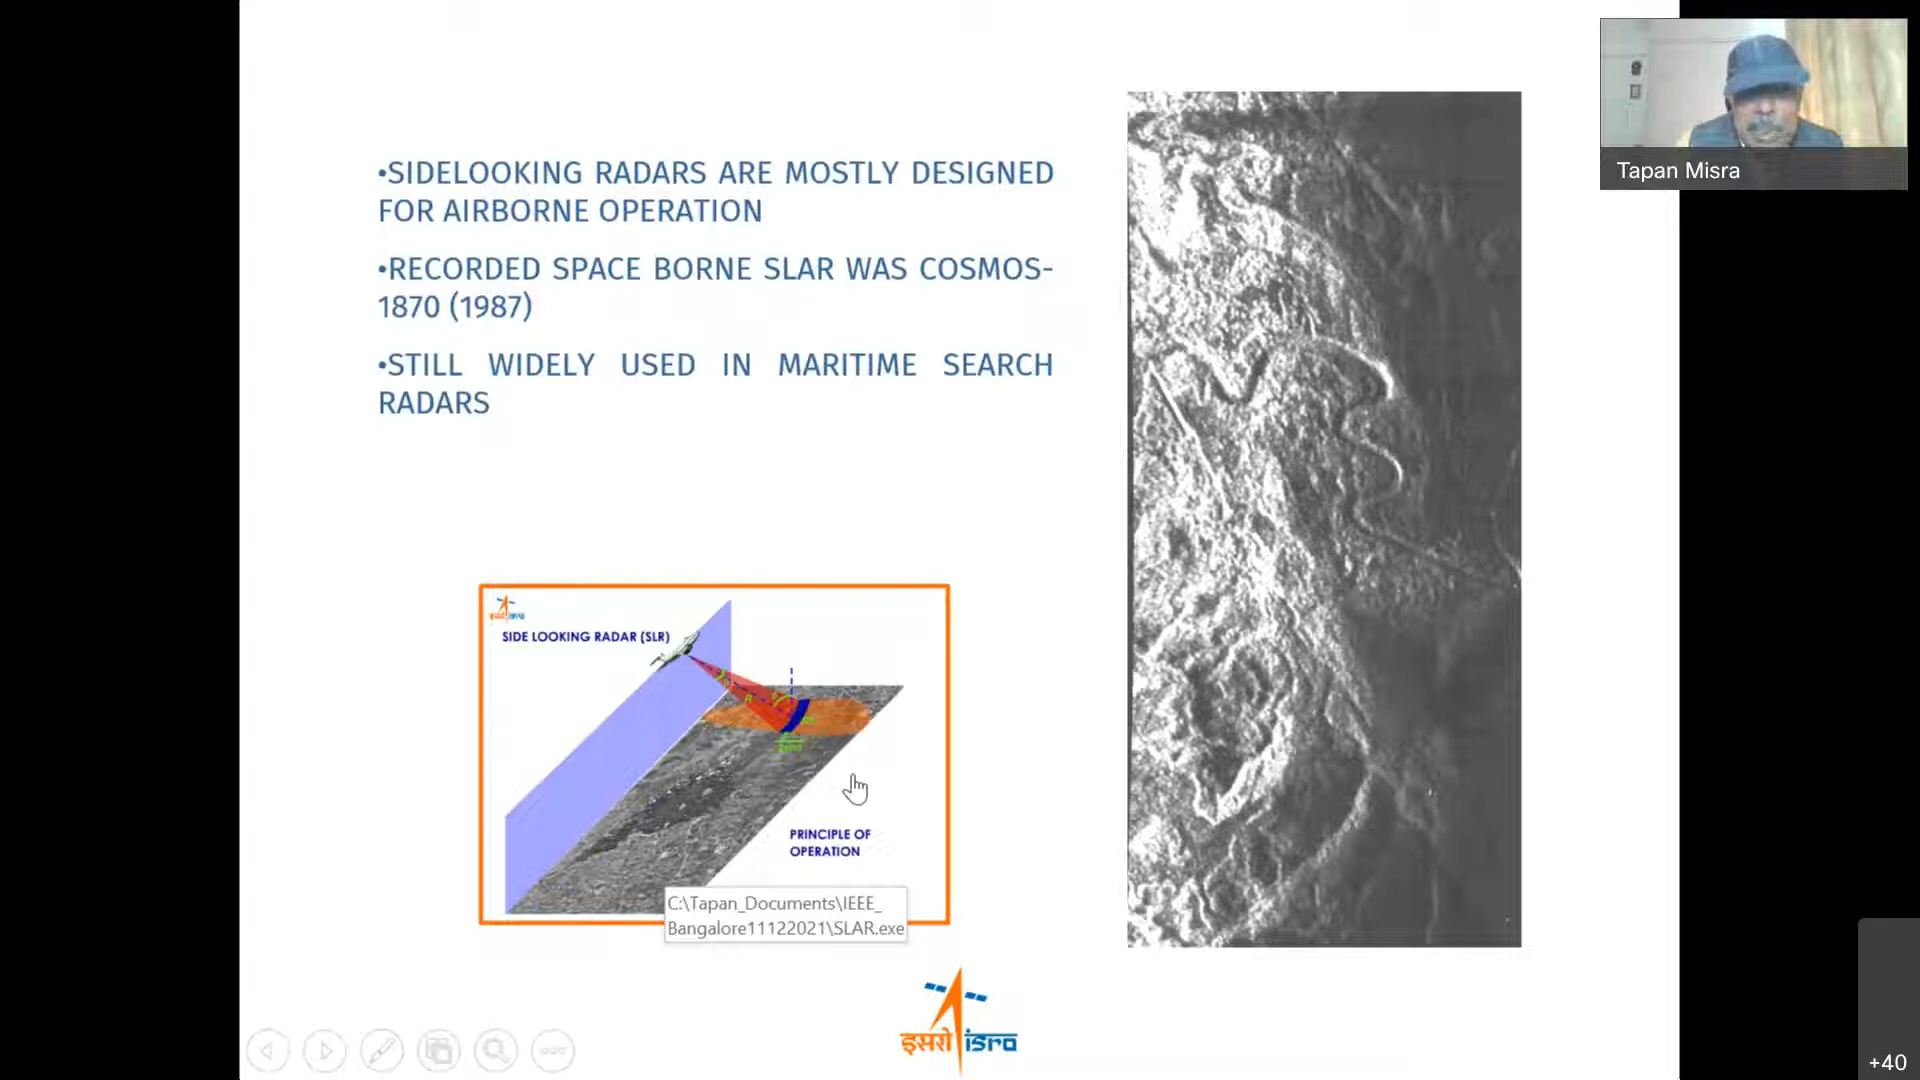 •SIDELOOKING RADARS ARE MOSTLY DESIGNED
FOR AIRBORNE OPERATION
•RECORDED SPACE BORNE SLAR WAS COSMOS-
1870 (1987)
•STILL WIDELY USED IN MARITIME SEARCH
RADARS
SIDE LOOKING RADAR (SLR)
R
PRINCIPLE OF
OPERATION
C:\Tapan_Documents\IEEE_
Bangalore11122021\SLAR.exe
इसरो isro
Tapan Misra
+40